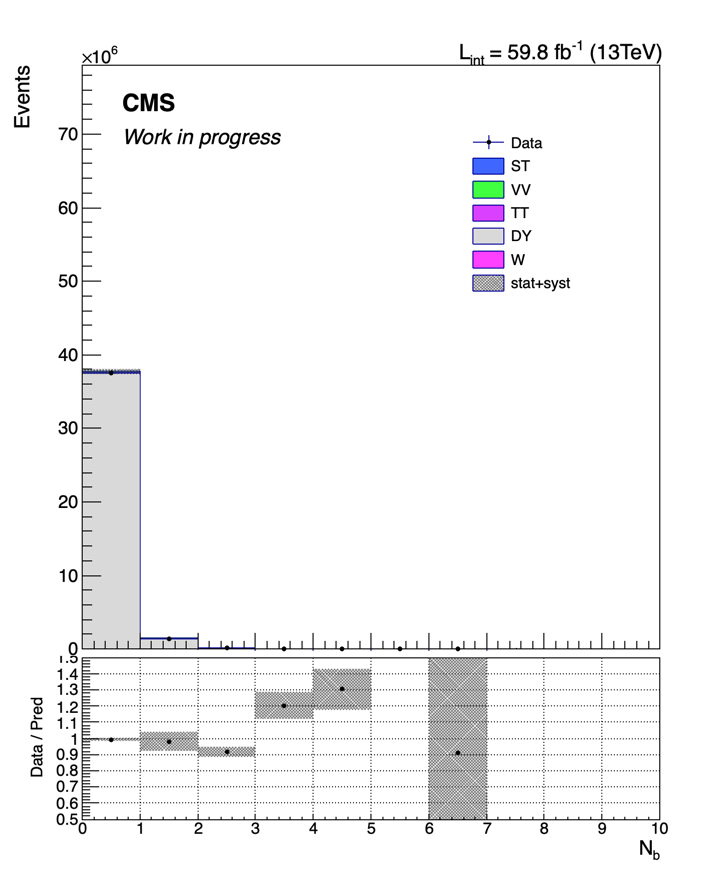 ×10⁶
L_int = 59.8 fb⁻¹ (13TeV)
Events
CMS
Work in progress
Data
ST
VV
TT
DY
W
stat+syst
70
60
50
40
30
20
10
0
1.5
1.4
1.3
1.2
1.1
1
0.9
0.8
0.7
0.6
0.5
Data / Pred
0 1 2 3 4 5 6 7 8 9 10
N_b